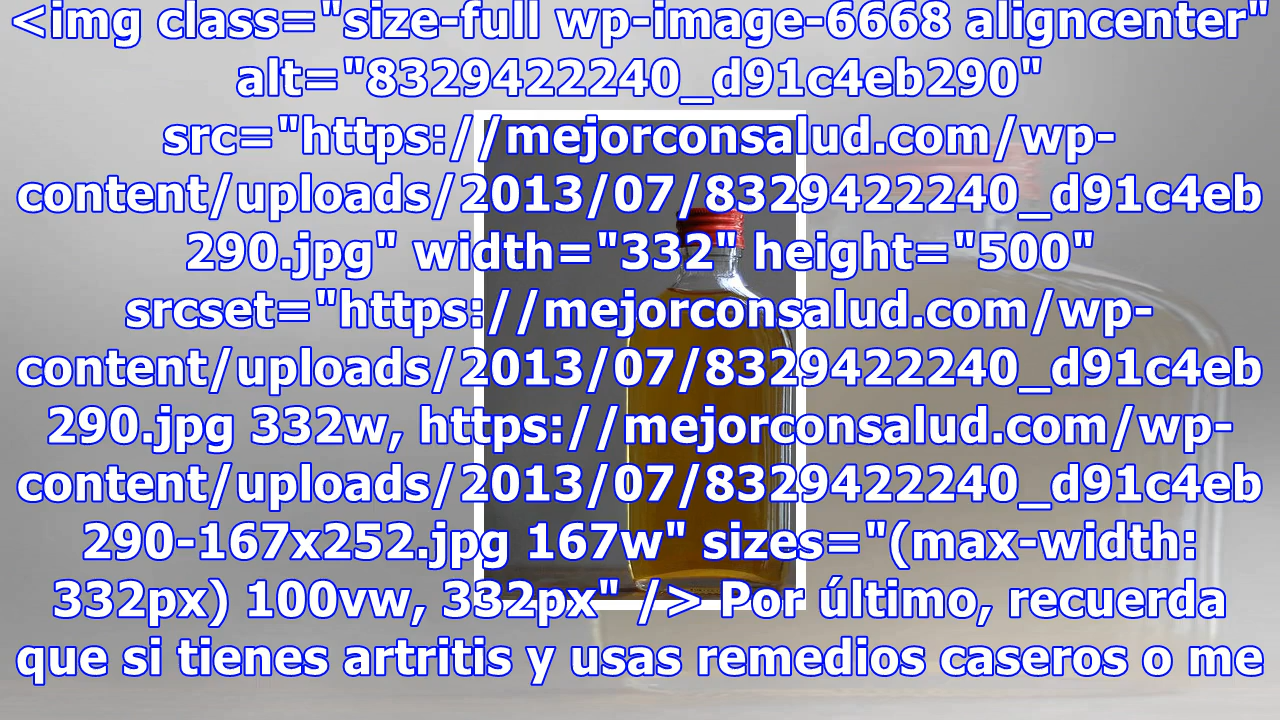 <img class="size-full wp-image-6668 aligncenter"
alt="8329422240_d91c4eb290"
src="https://mejorconsalud.com/wp-
content/uploads/2013/07/8329422240_d91c4eb
290.jpg" width="332" height="500"
srcset="https://mejorconsalud.com/wp-
content/uploads/2013/07/8329422240_d91c4eb
290.jpg 332w, https://mejorconsalud.com/wp-
content/uploads/2013/07/8329422240_d91c4eb
290-167x252.jpg 167w" sizes="(max-width:
332px) 100vw, 332px" /> Por último, recuerda
que si tienes artritis y usas remedios caseros o me